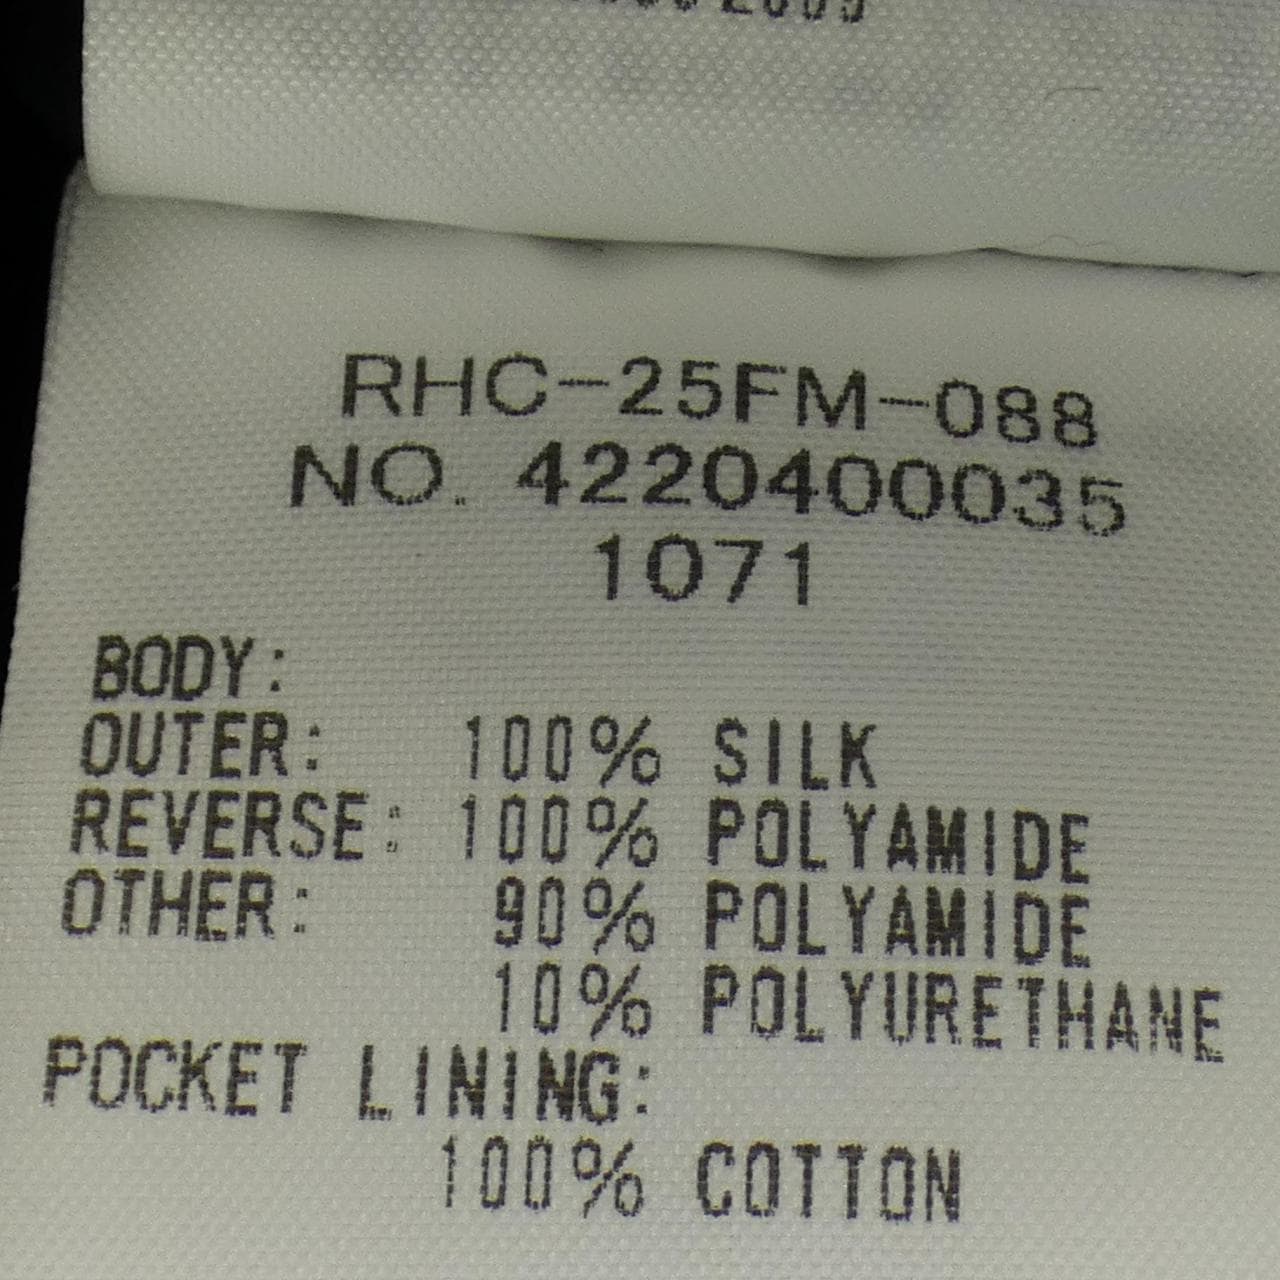 RHC-25FM-088
NO. 4220400035
1071
BODY:
OUTER: 100% SILK
REVERSE: 100% POLYAMIDE
OTHER: 90% POLYAMIDE
10% POLYURETHANE
POCKET LINING:
100% COTTON